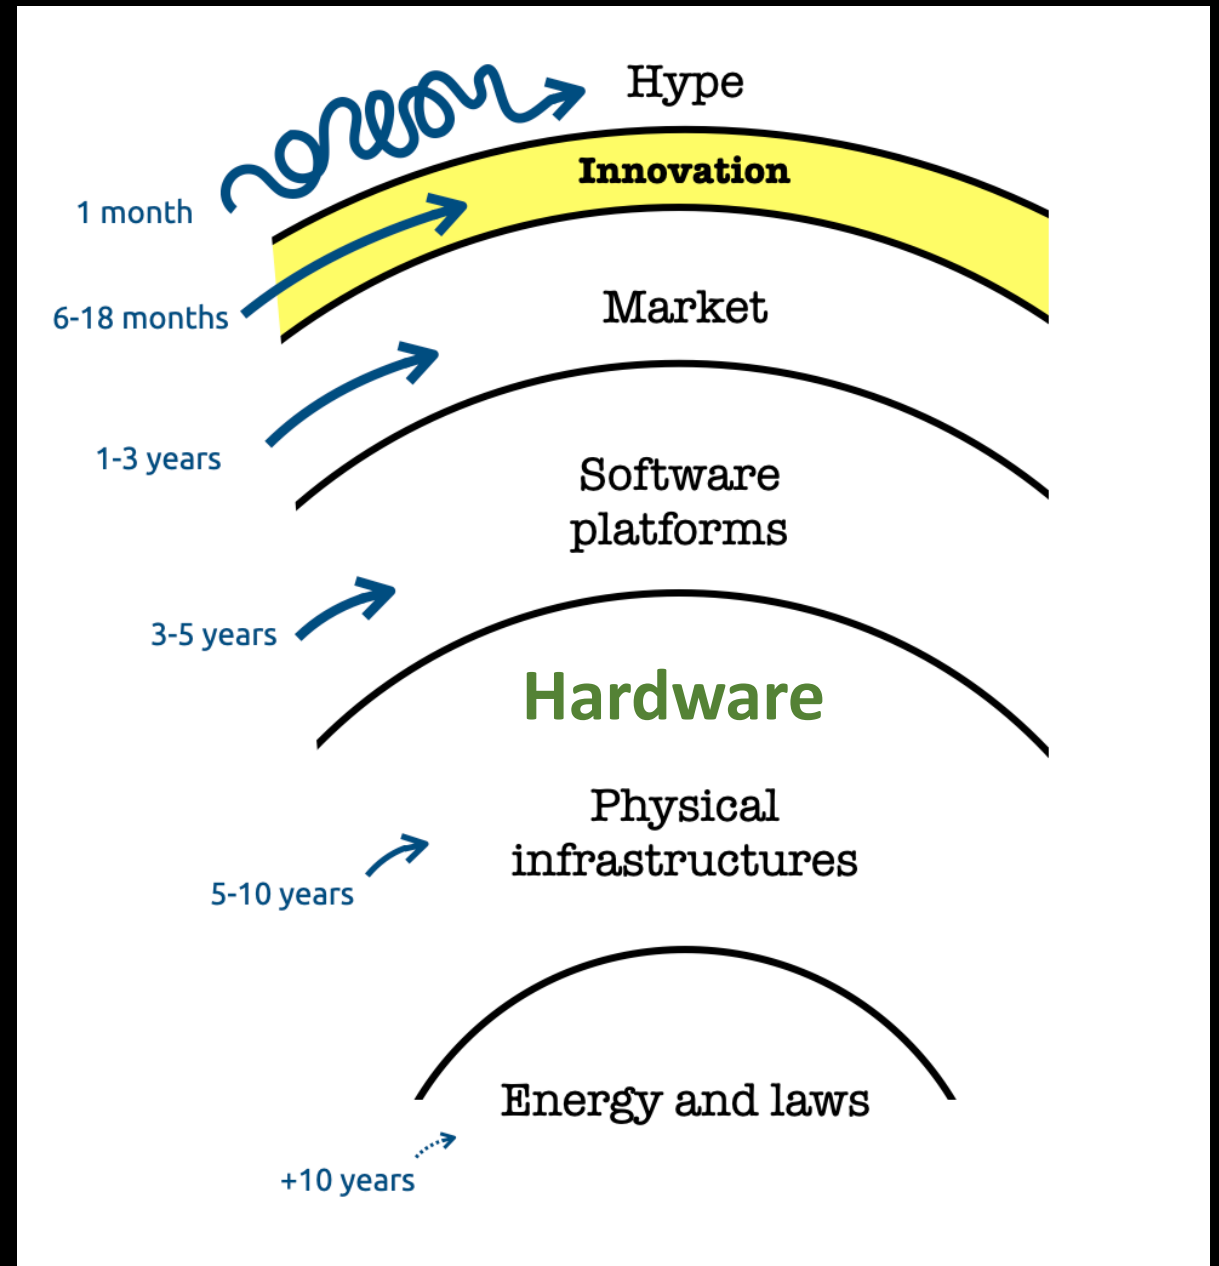 Hype
Innovation
1 month
6-18 months
Market
1-3 years
Software
platforms
3-5 years
Hardware
Physical
infrastructures
5-10 years
Energy and laws
+10 years